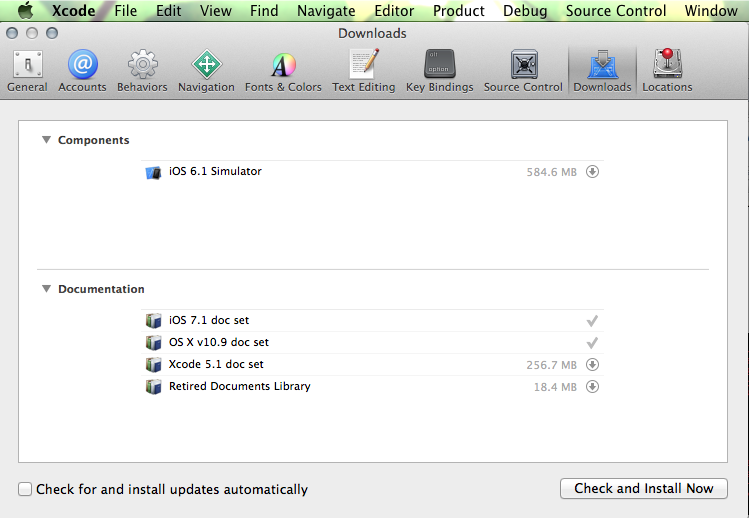 Xcode File Edit View Find Navigate Editor Product Debug Source Control Window
Downloads
General Accounts Behaviors Navigation Fonts & Colors Text Editing Key Bindings Source Control Downloads Locations
alt
option
Components
iOS 6.1 Simulator 584.6 MB
Documentation
iOS 7.1 doc set
OS X v10.9 doc set
Xcode 5.1 doc set 256.7 MB
Retired Documents Library 18.4 MB
Check for and install updates automatically Check and Install Now